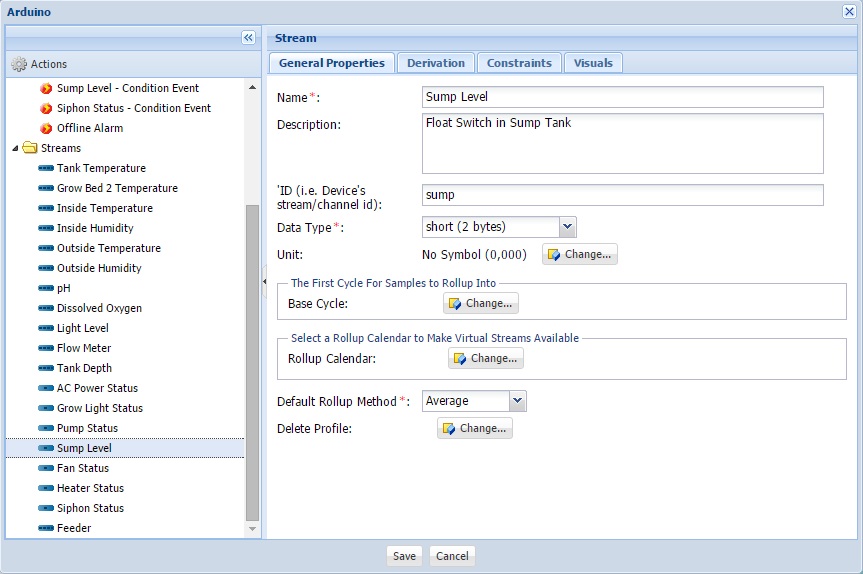 Arduino
Actions
Sump Level - Condition Event
Siphon Status - Condition Event
Offline Alarm
Streams
Tank Temperature
Grow Bed 2 Temperature
Inside Temperature
Inside Humidity
Outside Temperature
Outside Humidity
pH
Dissolved Oxygen
Light Level
Flow Meter
Tank Depth
AC Power Status
Grow Light Status
Pump Status
Sump Level
Fan Status
Heater Status
Siphon Status
Feeder
Stream
General Properties Derivation Constraints Visuals
Name*: Sump Level
Description: Float Switch in Sump Tank
'ID (i.e. Device's
stream/channel id): sump
Data Type*: short (2 bytes)
Unit: No Symbol (0,000) Change...
The First Cycle For Samples to Rollup Into
Base Cycle: Change...
Select a Rollup Calendar to Make Virtual Streams Available
Rollup Calendar: Change...
Default Rollup Method*: Average
Delete Profile: Change...
Save Cancel